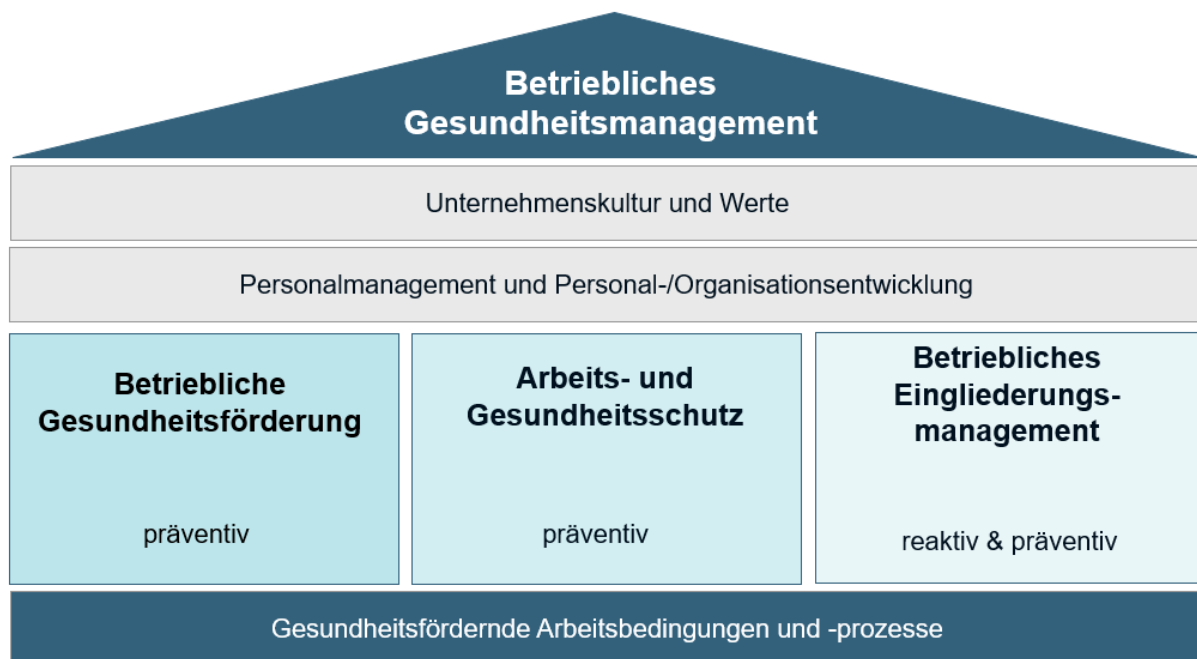 Betriebliches
Gesundheitsmanagement
Unternehmenskultur und Werte
Personalmanagement und Personal-/Organisationsentwicklung
Betriebliche
Gesundheitsförderung
präventiv
Arbeits- und
Gesundheitsschutz
präventiv
Betriebliches
Eingliederungs-
management
reaktiv & präventiv
Gesundheitsfördernde Arbeitsbedingungen und -prozesse